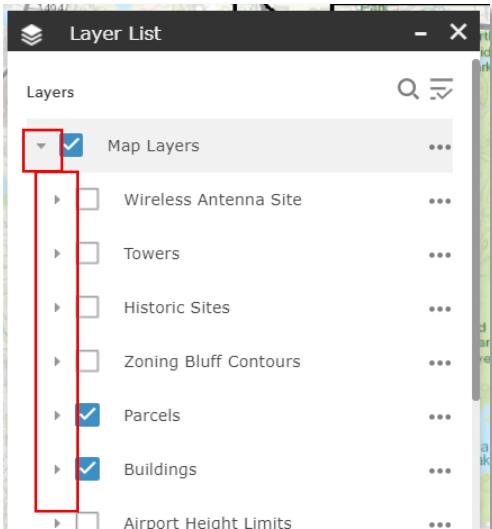 Layer List
Layers
Map Layers
Wireless Antenna Site
Towers
Historic Sites
Zoning Bluff Contours
Parcels
Buildings
Airport Height Limits